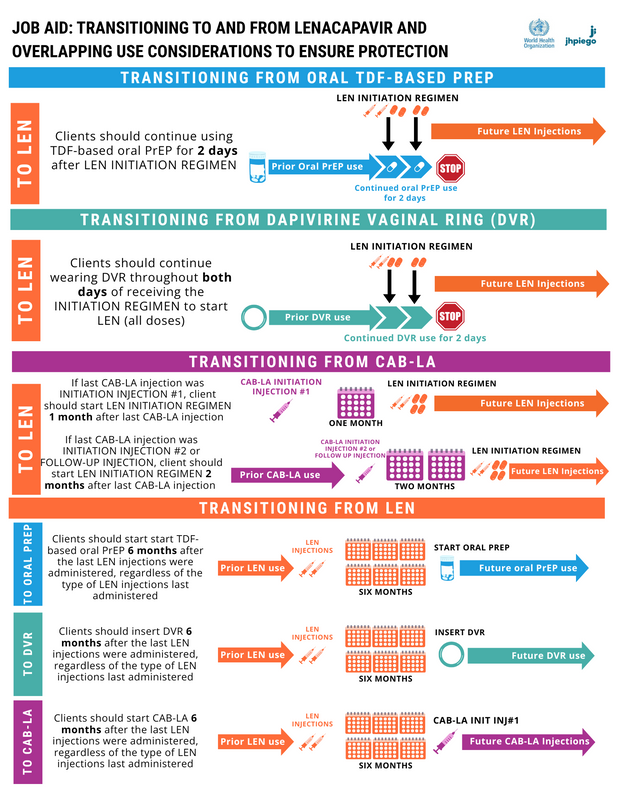 JOB AID: TRANSITIONING TO AND FROM LENACAPAVIR AND
OVERLAPPING USE CONSIDERATIONS TO ENSURE PROTECTION
World Health
Organization
jhpiego
TRANSITIONING FROM ORAL TDF-BASED PREP
TO LEN
Clients should continue using
TDF-based oral PrEP for 2 days
after LEN INITIATION REGIMEN
LEN INITIATION REGIMEN
Future LEN Injections
Prior Oral PrEP use
STOP
Continued oral PrEP use
for 2 days
TRANSITIONING FROM DAPIVIRINE VAGINAL RING (DVR)
TO LEN
Clients should continue
wearing DVR throughout both
days of receiving the
INITIATION REGIMEN to start
LEN (all doses)
LEN INITIATION REGIMEN
Future LEN Injections
Prior DVR use
STOP
Continued DVR use for 2 days
TRANSITIONING FROM CAB-LA
TO LEN
If last CAB-LA injection was
INITIATION INJECTION #1, client
should start LEN INITIATION REGIMEN
1 month after last CAB-LA injection
CAB-LA INITIATION
INJECTION #1
ONE MONTH
LEN INITIATION REGIMEN
Future LEN Injections
If last CAB-LA injection was
INITIATION INJECTION #2 or
FOLLOW-UP INJECTION, client should
start LEN INITIATION REGIMEN 2
months after last CAB-LA injection
Prior CAB-LA use
CAB-LA INITIATION
INJECTION #2 or
FOLLOW UP INJECTION
TWO MONTHS
LEN INITIATION REGIMEN
Future LEN Injections
TRANSITIONING FROM LEN
TO ORAL PREP
Clients should start start TDF-
based oral PrEP 6 months after
the last LEN injections were
administered, regardless of the
type of LEN injections last
administered
Prior LEN use
LEN
INJECTIONS
SIX MONTHS
START ORAL PREP
Future oral PrEP use
TO DVR
Clients should insert DVR 6
months after the last LEN
injections were administered,
regardless of the type of LEN
injections last administered
Prior LEN use
LEN
INJECTIONS
SIX MONTHS
INSERT DVR
Future DVR use
TO CAB-LA
Clients should start CAB-LA 6
months after the last LEN
injections were administered,
regardless of the type of LEN
injections last administered
Prior LEN use
LEN
INJECTIONS
SIX MONTHS
CAB-LA INIT INJ#1
Future CAB-LA Injections